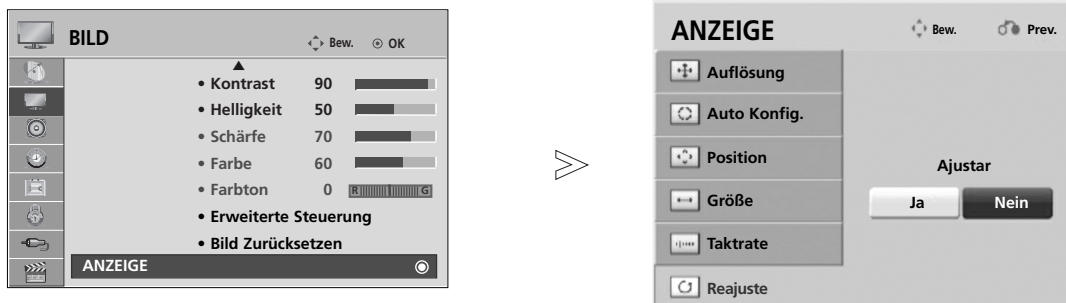 BILD
Bew. OK
• Kontrast 90
• Helligkeit 50
• Schärfe 70
• Farbe 60
• Farbton 0 R G
• Erweiterte Steuerung
• Bild Zurücksetzen
ANZEIGE
ANZEIGE
Bew. Prev.
Auflösung
Auto Konfig.
Position
Größe
Taktrate
Reajuste
Ajustar
Ja Nein